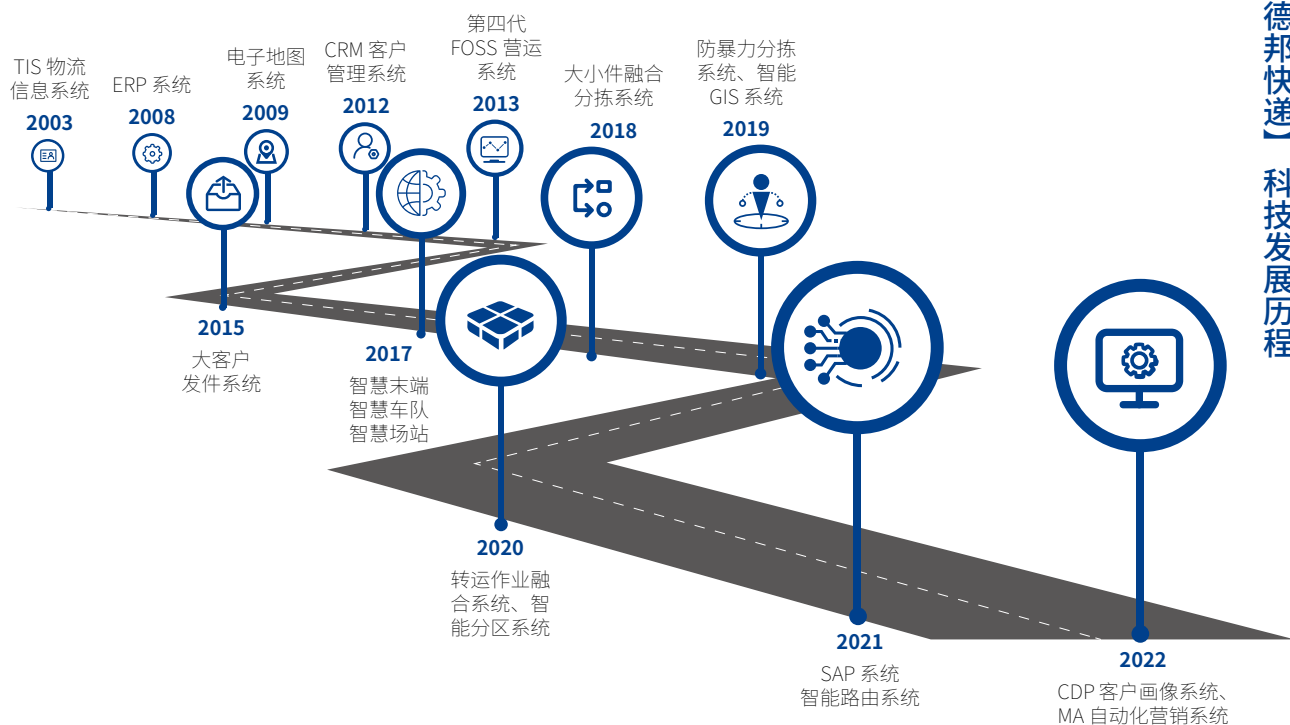 TIS 物流
信息系统
2003
ERP 系统
2008
电子地图
系统
2009
CRM 客户
管理系统
2012
第四代
FOSS 营运
系统
2013
2015
大客户
发件系统
2017
智慧末端
智慧车队
智慧场站
大小件融合
分拣系统
2018
防暴力分拣
系统、智能
GIS 系统
2019
2020
转运作业融
合系统、智
能分区系统
2021
SAP 系统
智能路由系统
2022
CDP 客户画像系统、
MA 自动化营销系统
德邦快递】科技发展历程